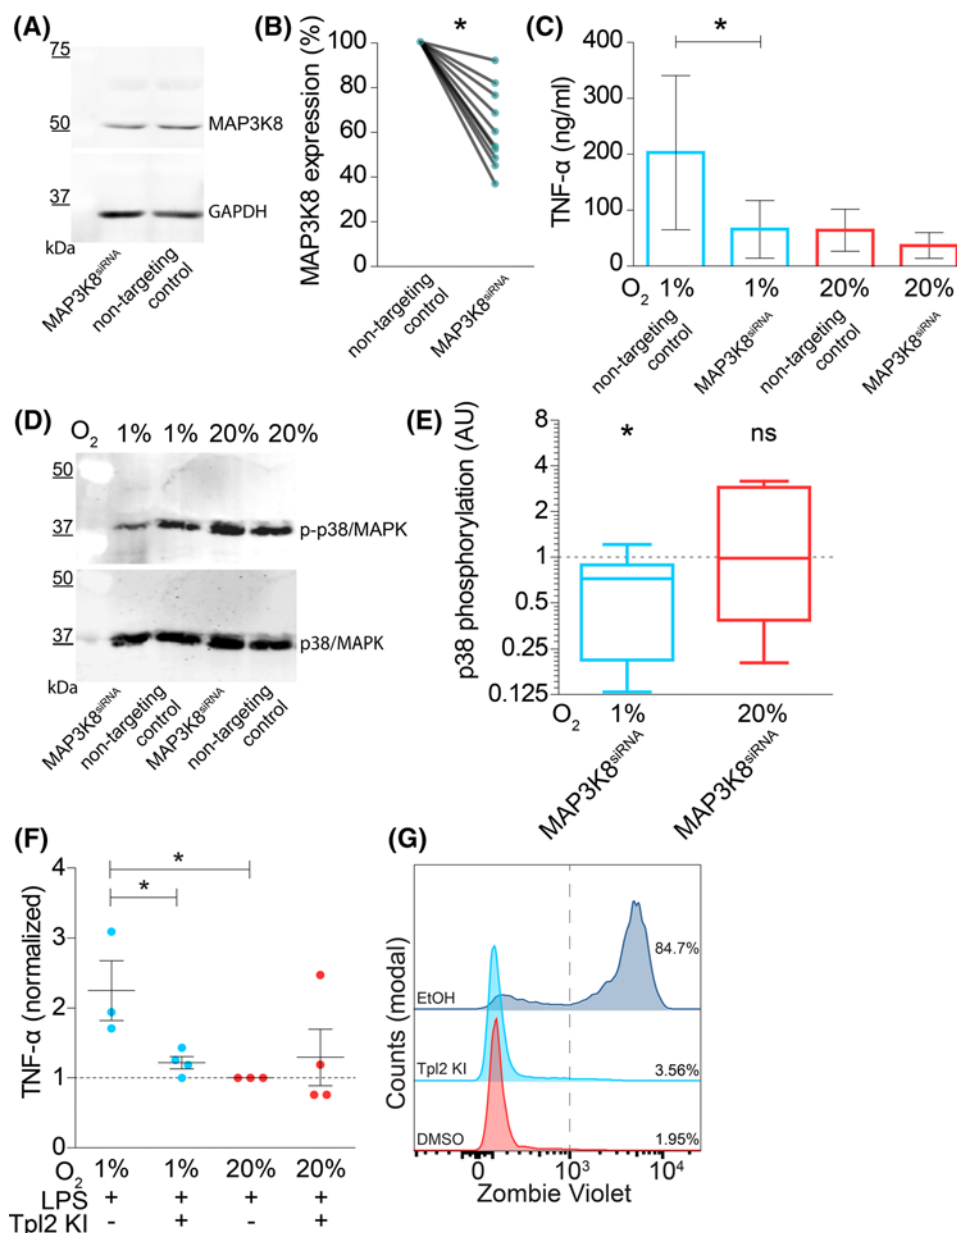 (A)
75
50
MAP3K8
37
GAPDH
kDa
MAP3K8siRNA
non-targeting
control
(B)
MAP3K8 expression (%)
100
80
60
40
20
0
*
non-targeting
control
MAP3K8siRNA
(C)
TNF-α (ng/ml)
400
300
200
100
0
*
O2 1% 1% 20% 20%
non-targeting
control
MAP3K8siRNA
non-targeting
control
MAP3K8siRNA
(D)
O2 1% 1% 20% 20%
50
37
p-p38/MAPK
50
37
p38/MAPK
kDa
MAP3K8siRNA
non-targeting
control
MAP3K8siRNA
non-targeting
control
(E)
p38 phosphorylation (AU)
8
4
2
1
0.5
0.25
0.125
* ns
O2 1% 20%
MAP3K8siRNA
MAP3K8siRNA
(F)
TNF-α (normalized)
4
3
2
1
0
*
*
O2 1% 1% 20% 20%
LPS + + + +
Tpl2 KI - + - +
(G)
Counts (modal)
84.7%
EtOH
Tpl2 KI 3.56%
DMSO 1.95%
0 10³ 10⁴
Zombie Violet